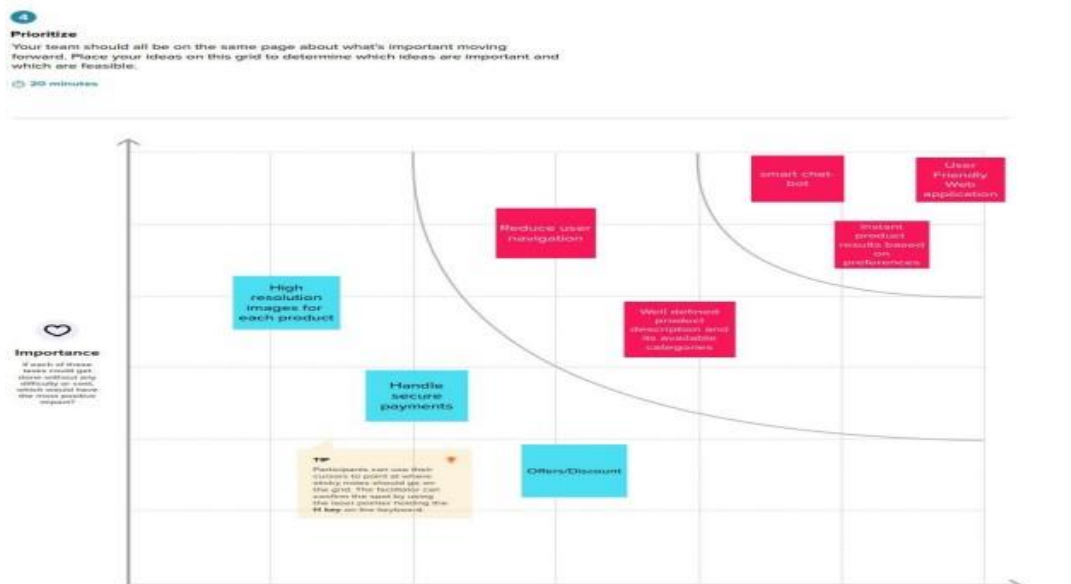 4
Prioritize
Your team should all be on the same page about what's important moving
forward. Place your ideas on this grid to determine which ideas are important and
which are feasible.
20 minutes
smart chat-
bot
User
Friendly
Web
application
Reduce user
navigation
Instant
product
results based
on
preferences
High
resolution
images for
each product
Well defined
product
description and
its available
categories
Importance
If each of these
tasks could get
done without any
difficulty or cost,
which would have
the most positive
impact?
Handle
secure
payments
TIP
Participants can use their
cursors to point at where
sticky notes should go on
the grid. The facilitator can
confirm the spot by using
the laser pointer holding the
H key on the keyboard.
Offers/Discount